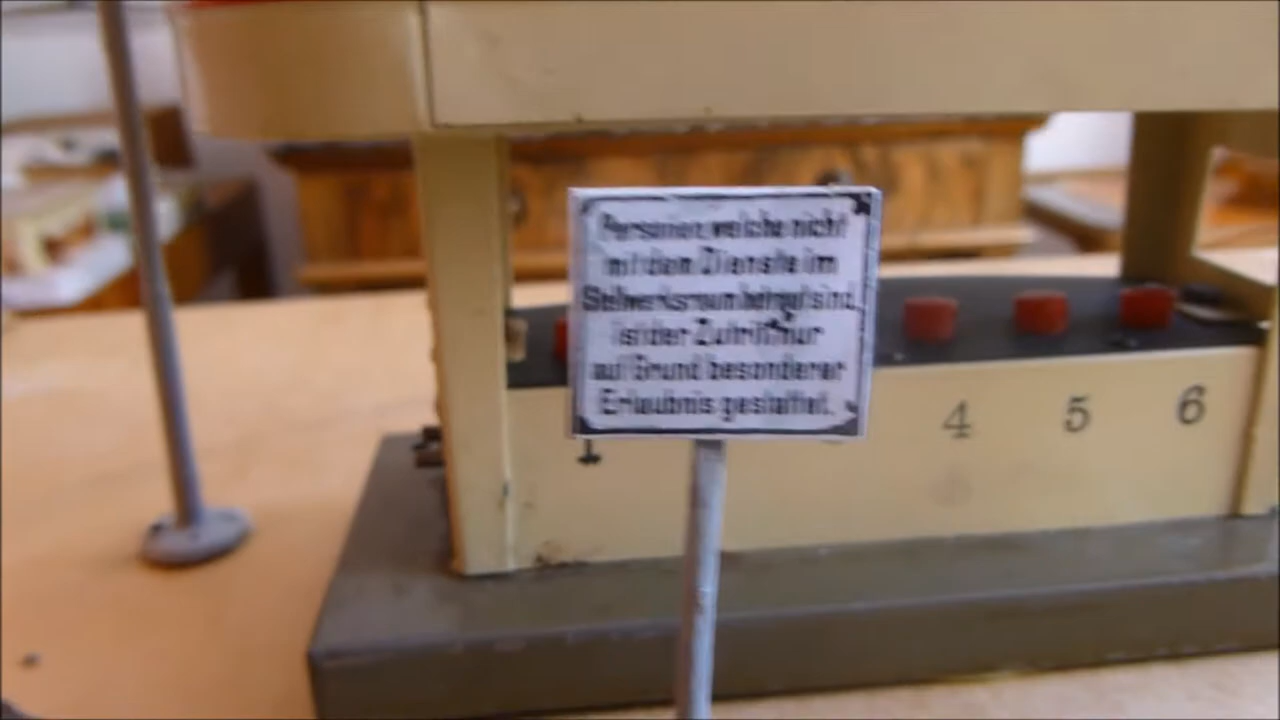 Personen, welche nicht
mit dem Dienste im
Stellwerksraum betraut sind,
ist der Zutritt nur
auf Grund besonderer
Erlaubnis gestattet.
1
4
5
6